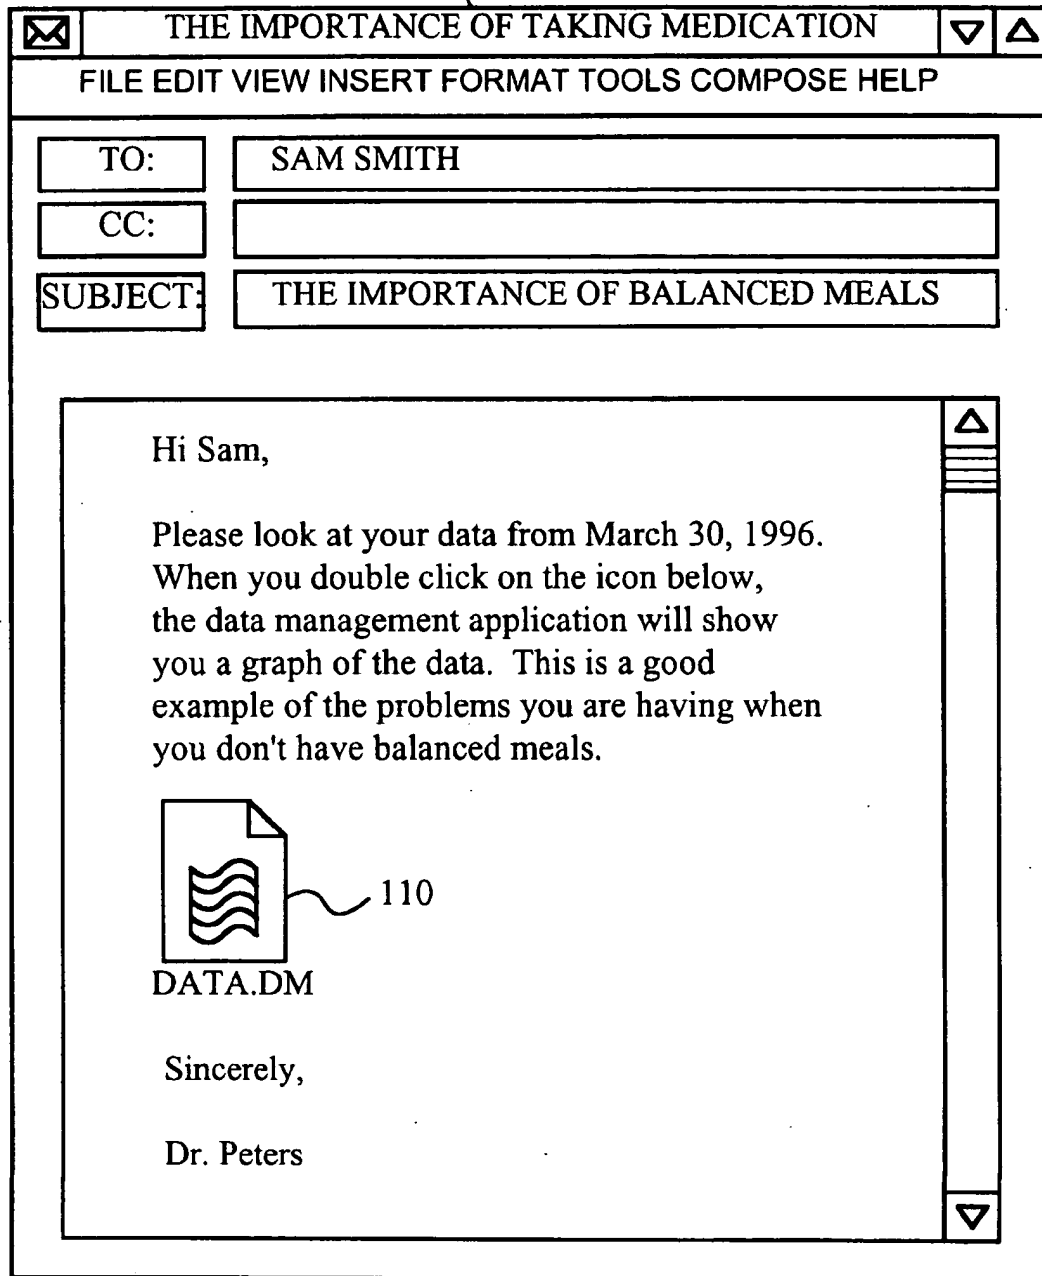 THE IMPORTANCE OF TAKING MEDICATION
FILE EDIT VIEW INSERT FORMAT TOOLS COMPOSE HELP
TO: SAM SMITH
CC:
SUBJECT: THE IMPORTANCE OF BALANCED MEALS
Hi Sam,
Please look at your data from March 30, 1996.
When you double click on the icon below,
the data management application will show
you a graph of the data. This is a good
example of the problems you are having when
you don't have balanced meals.
110
DATA.DM
Sincerely,
Dr. Peters